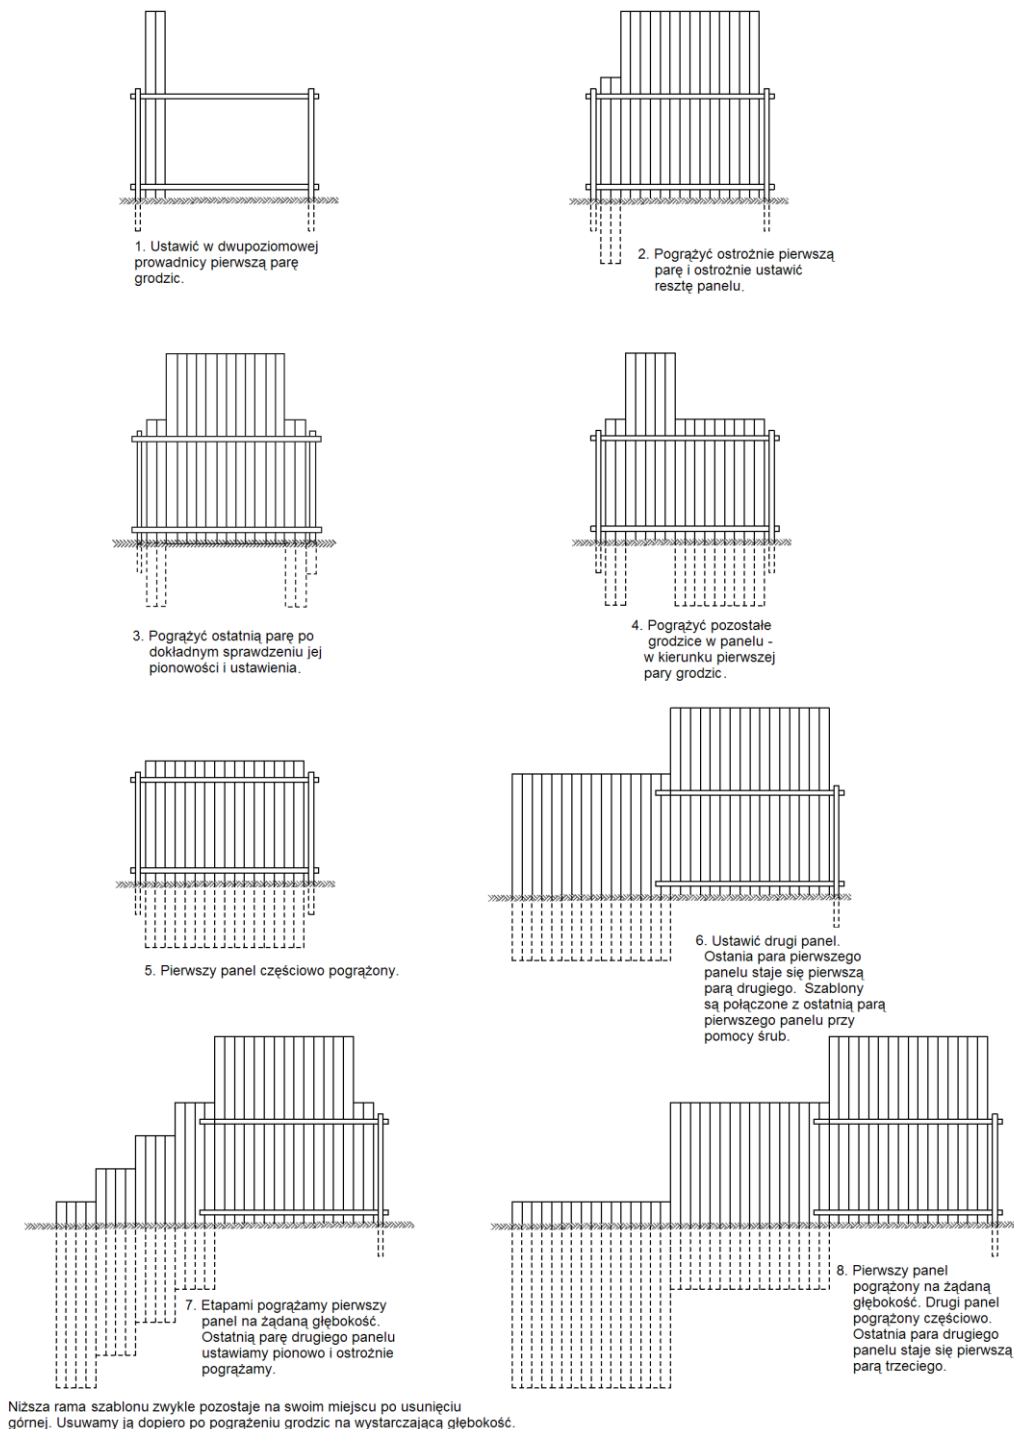 1. Ustawić w dwupoziomowej
prowadnicy pierwszą parę
grodzic.
2. Pogrążyć ostrożnie pierwszą
parę i ostrożnie ustawić
resztę panelu.
3. Pogrążyć ostatnią parę po
dokładnym sprawdzeniu jej
pionowości i ustawienia.
4. Pogrążyć pozostałe
grodzice w panelu -
w kierunku pierwszej
pary grodzic.
5. Pierwszy panel częściowo pogrążony.
6. Ustawić drugi panel.
Ostania para pierwszego
panelu staje się pierwszą
parą drugiego. Szablony
są połączone z ostatnią parą
pierwszego panelu przy
pomocy śrub.
7. Etapami pogrążamy pierwszy
panel na żądaną głębokość.
Ostatnią parę drugiego panelu
ustawiamy pionowo i ostrożnie
pogrążamy.
8. Pierwszy panel
pogrążony na żądaną
głębokość. Drugi panel
pogrążony częściowo.
Ostatnia para drugiego
panelu staje się pierwszą
parą trzeciego.
Niższa rama szablonu zwykle pozostaje na swoim miejscu po usunięciu
górnej. Usuwamy ją dopiero po pogrążeniu grodzic na wystarczającą głębokość.